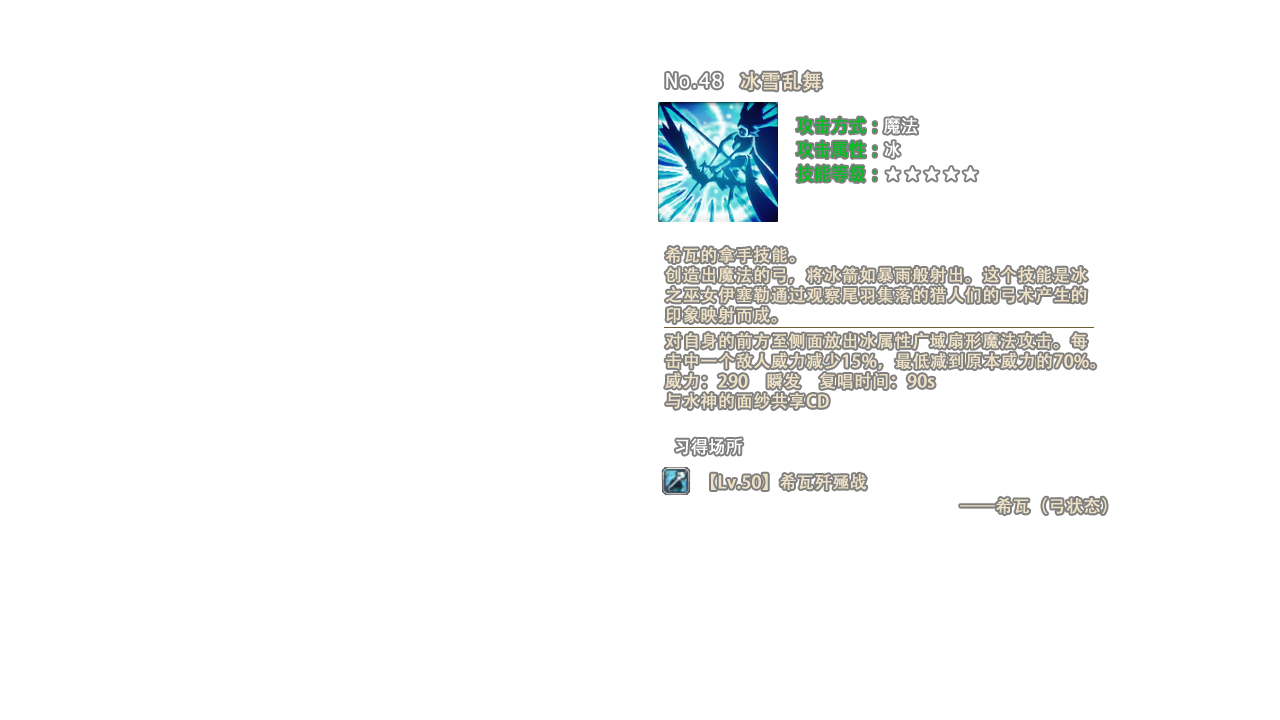 No.48 冰雪乱舞
攻击方式：魔法
攻击属性：冰
技能等级：★★★★★
希瓦的拿手技能。
创造出魔法的弓，将冰箭如暴雨般射出。这个技能是冰
之巫女伊塞勒通过观察尾羽集落的猎人们的弓术产生的
印象映射而成。
对自身的前方至侧面放出冰属性广域扇形魔法攻击。每
击中一个敌人威力减少15%，最低减到原本威力的70%。
威力：290 瞬发 复唱时间：90s
与水神的面纱共享CD
习得场所
【Lv.50】希瓦歼殛战
——希瓦（弓状态）